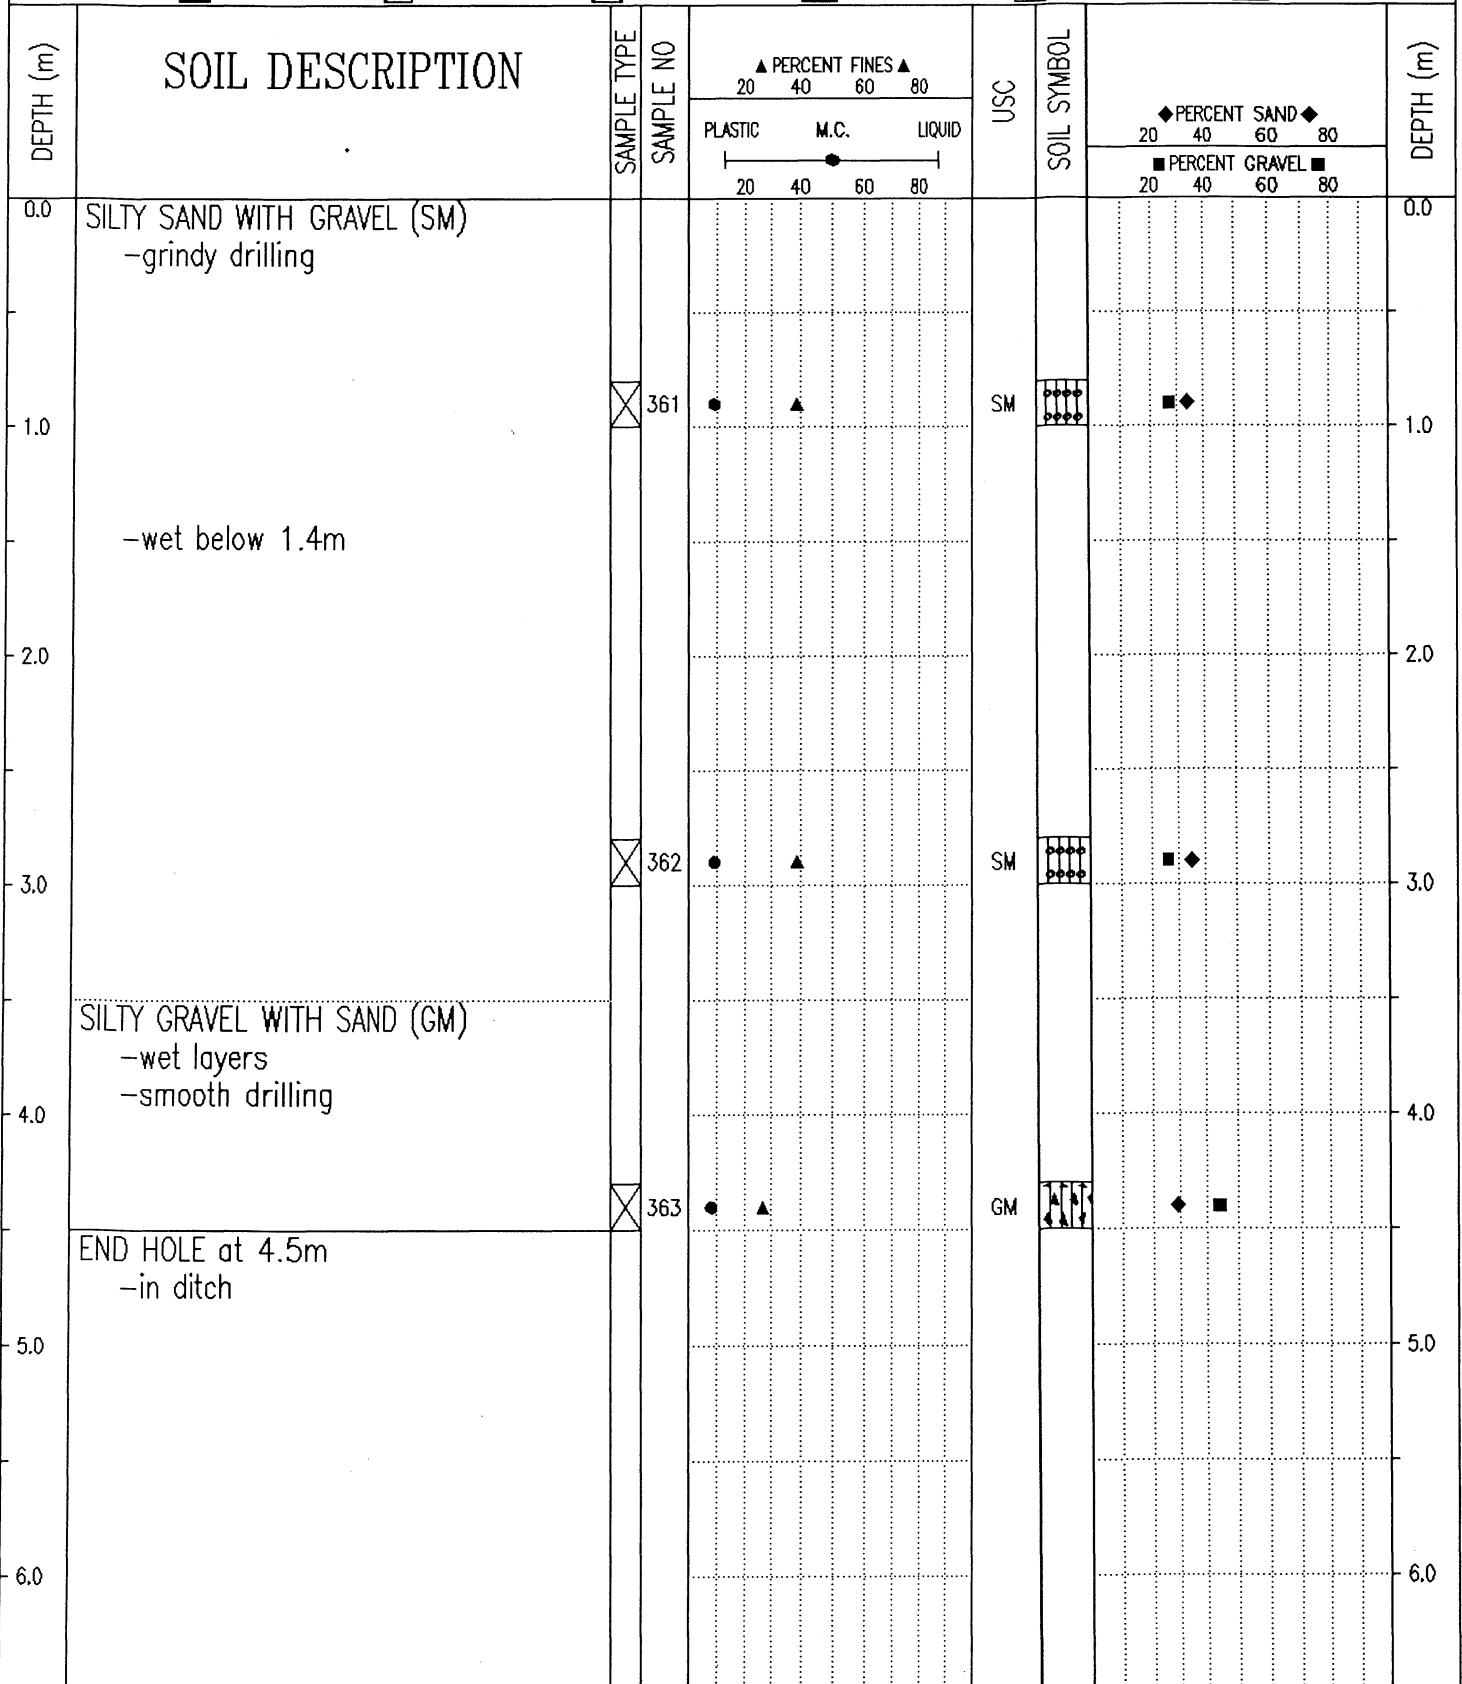 DEPTH (m)
SOIL DESCRIPTION
SAMPLE TYPE
SAMPLE NO
▲ PERCENT FINES ▲
20 40 60 80
PLASTIC M.C. LIQUID
20 40 60 80
USC
SOIL SYMBOL
◆ PERCENT SAND ◆
20 40 60 80
■ PERCENT GRAVEL ■
20 40 60 80
DEPTH (m)
0.0 SILTY SAND WITH GRAVEL (SM) 0.0
-grindy drilling
361 SM
1.0 1.0
-wet below 1.4m
2.0 2.0
362 SM
3.0 3.0
SILTY GRAVEL WITH SAND (GM)
-wet layers
-smooth drilling
4.0 4.0
363 GM
END HOLE at 4.5m
-in ditch
5.0 5.0
6.0 6.0